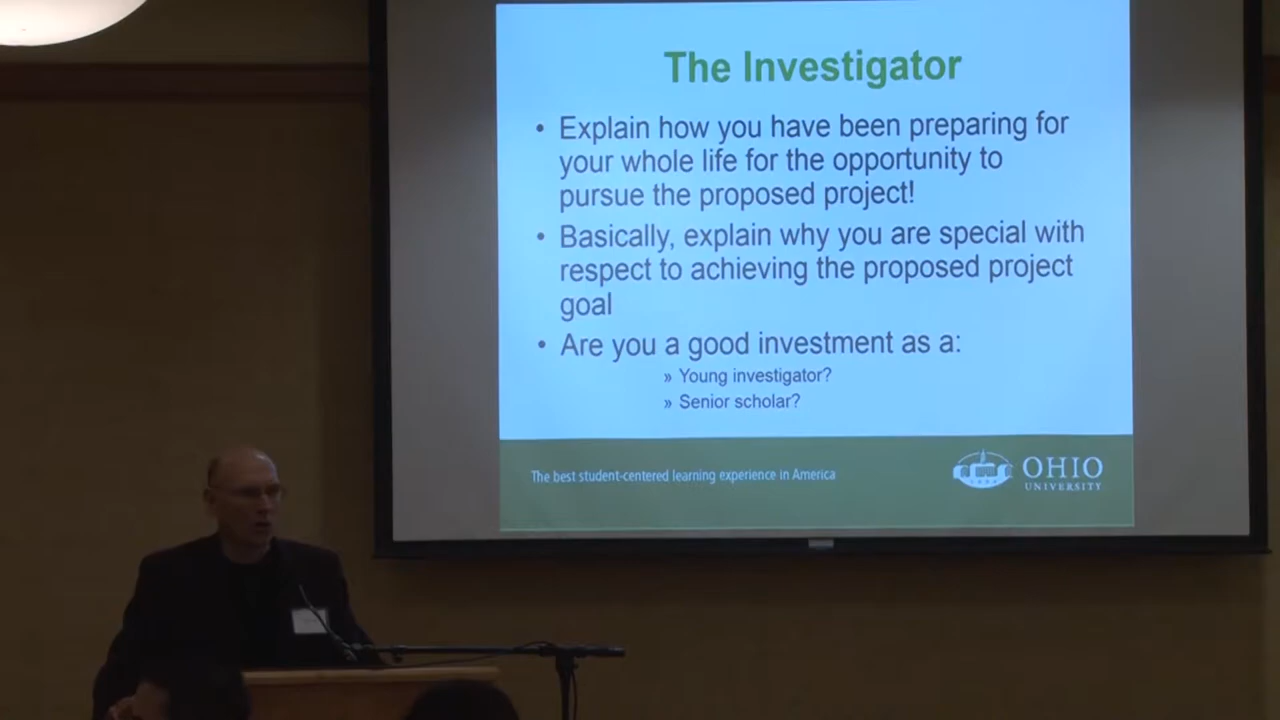 The Investigator
• Explain how you have been preparing for
your whole life for the opportunity to
pursue the proposed project!
• Basically, explain why you are special with
respect to achieving the proposed project
goal
• Are you a good investment as a:
» Young investigator?
» Senior scholar?
The best student-centered learning experience in America
OHIO
UNIVERSITY